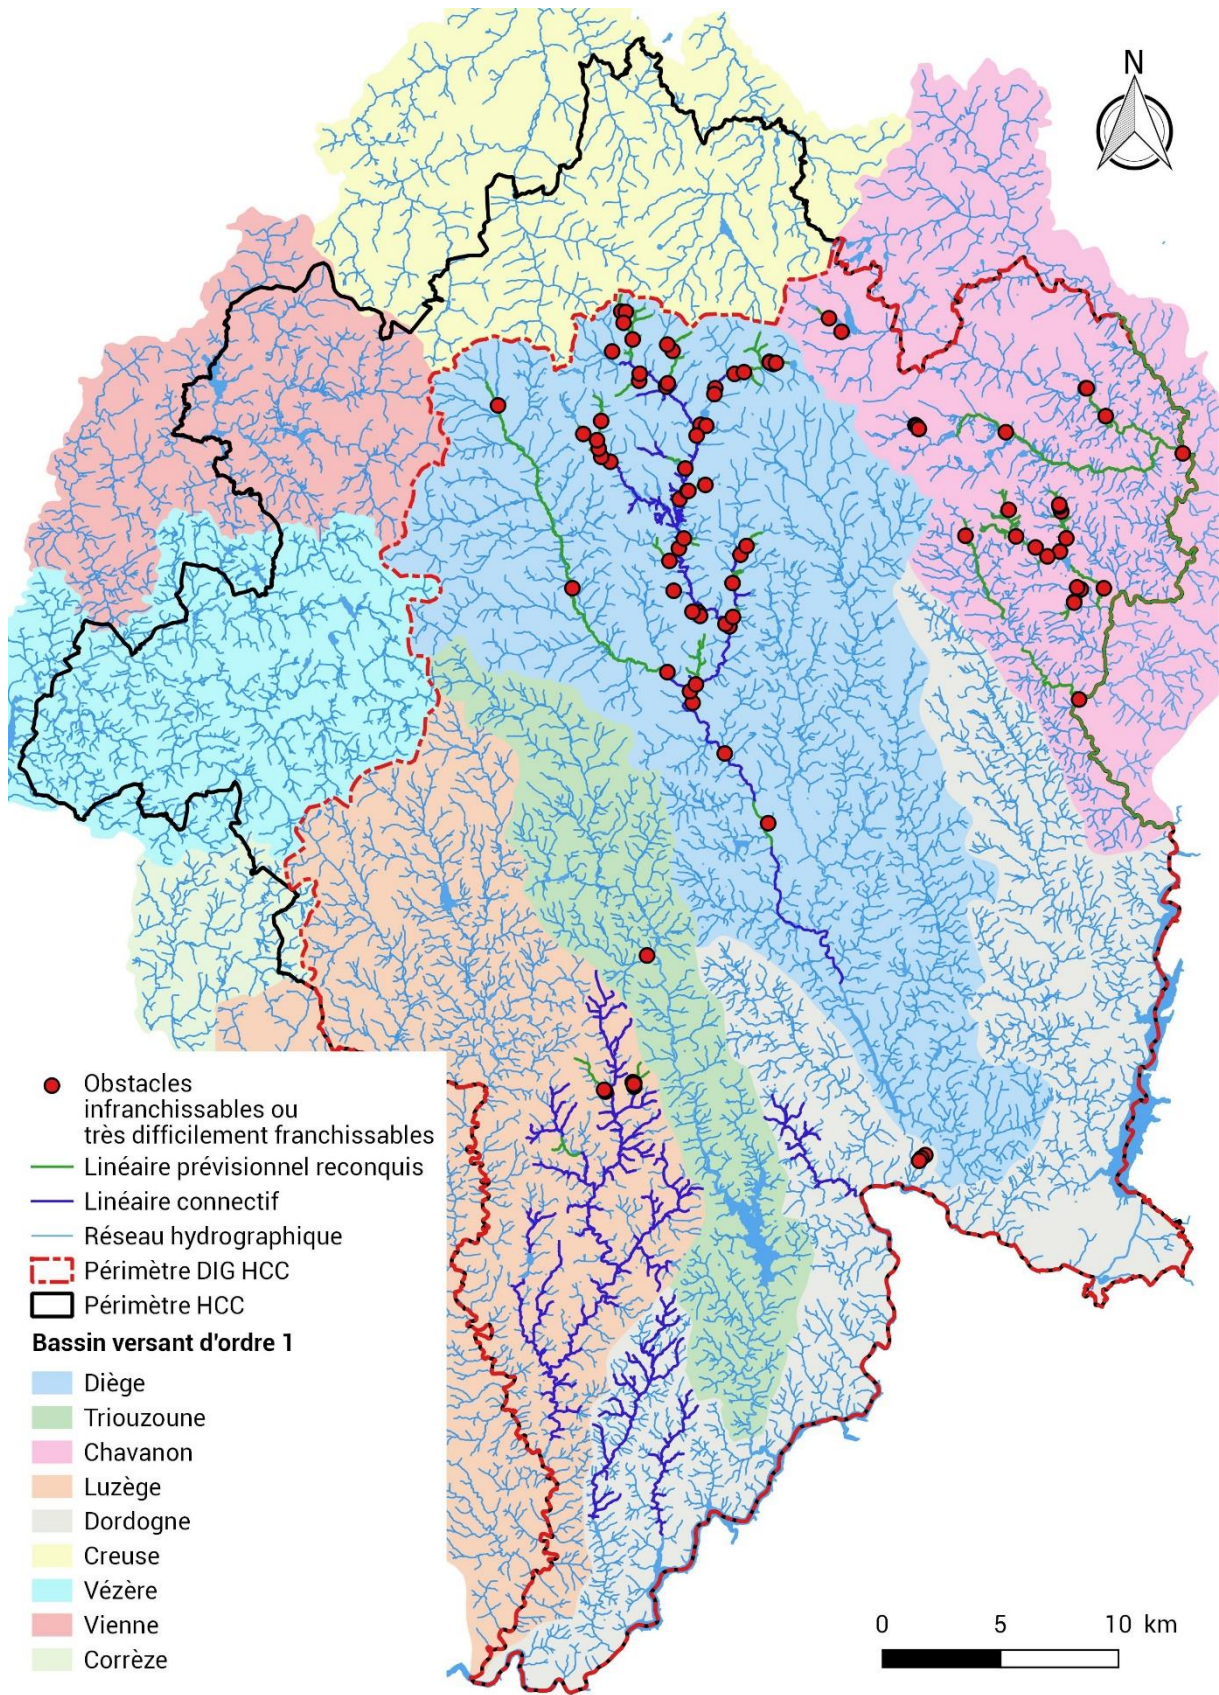 N
Obstacles
infranchissables ou
très difficilement franchissables
Linéaire prévisionnel reconquis
Linéaire connectif
Réseau hydrographique
Périmètre DIG HCC
Périmètre HCC
Bassin versant d'ordre 1
Diège
Triouzoune
Chavanon
Luzège
Dordogne
Creuse
Vézère
Vienne
Corrèze
0 5 10 km